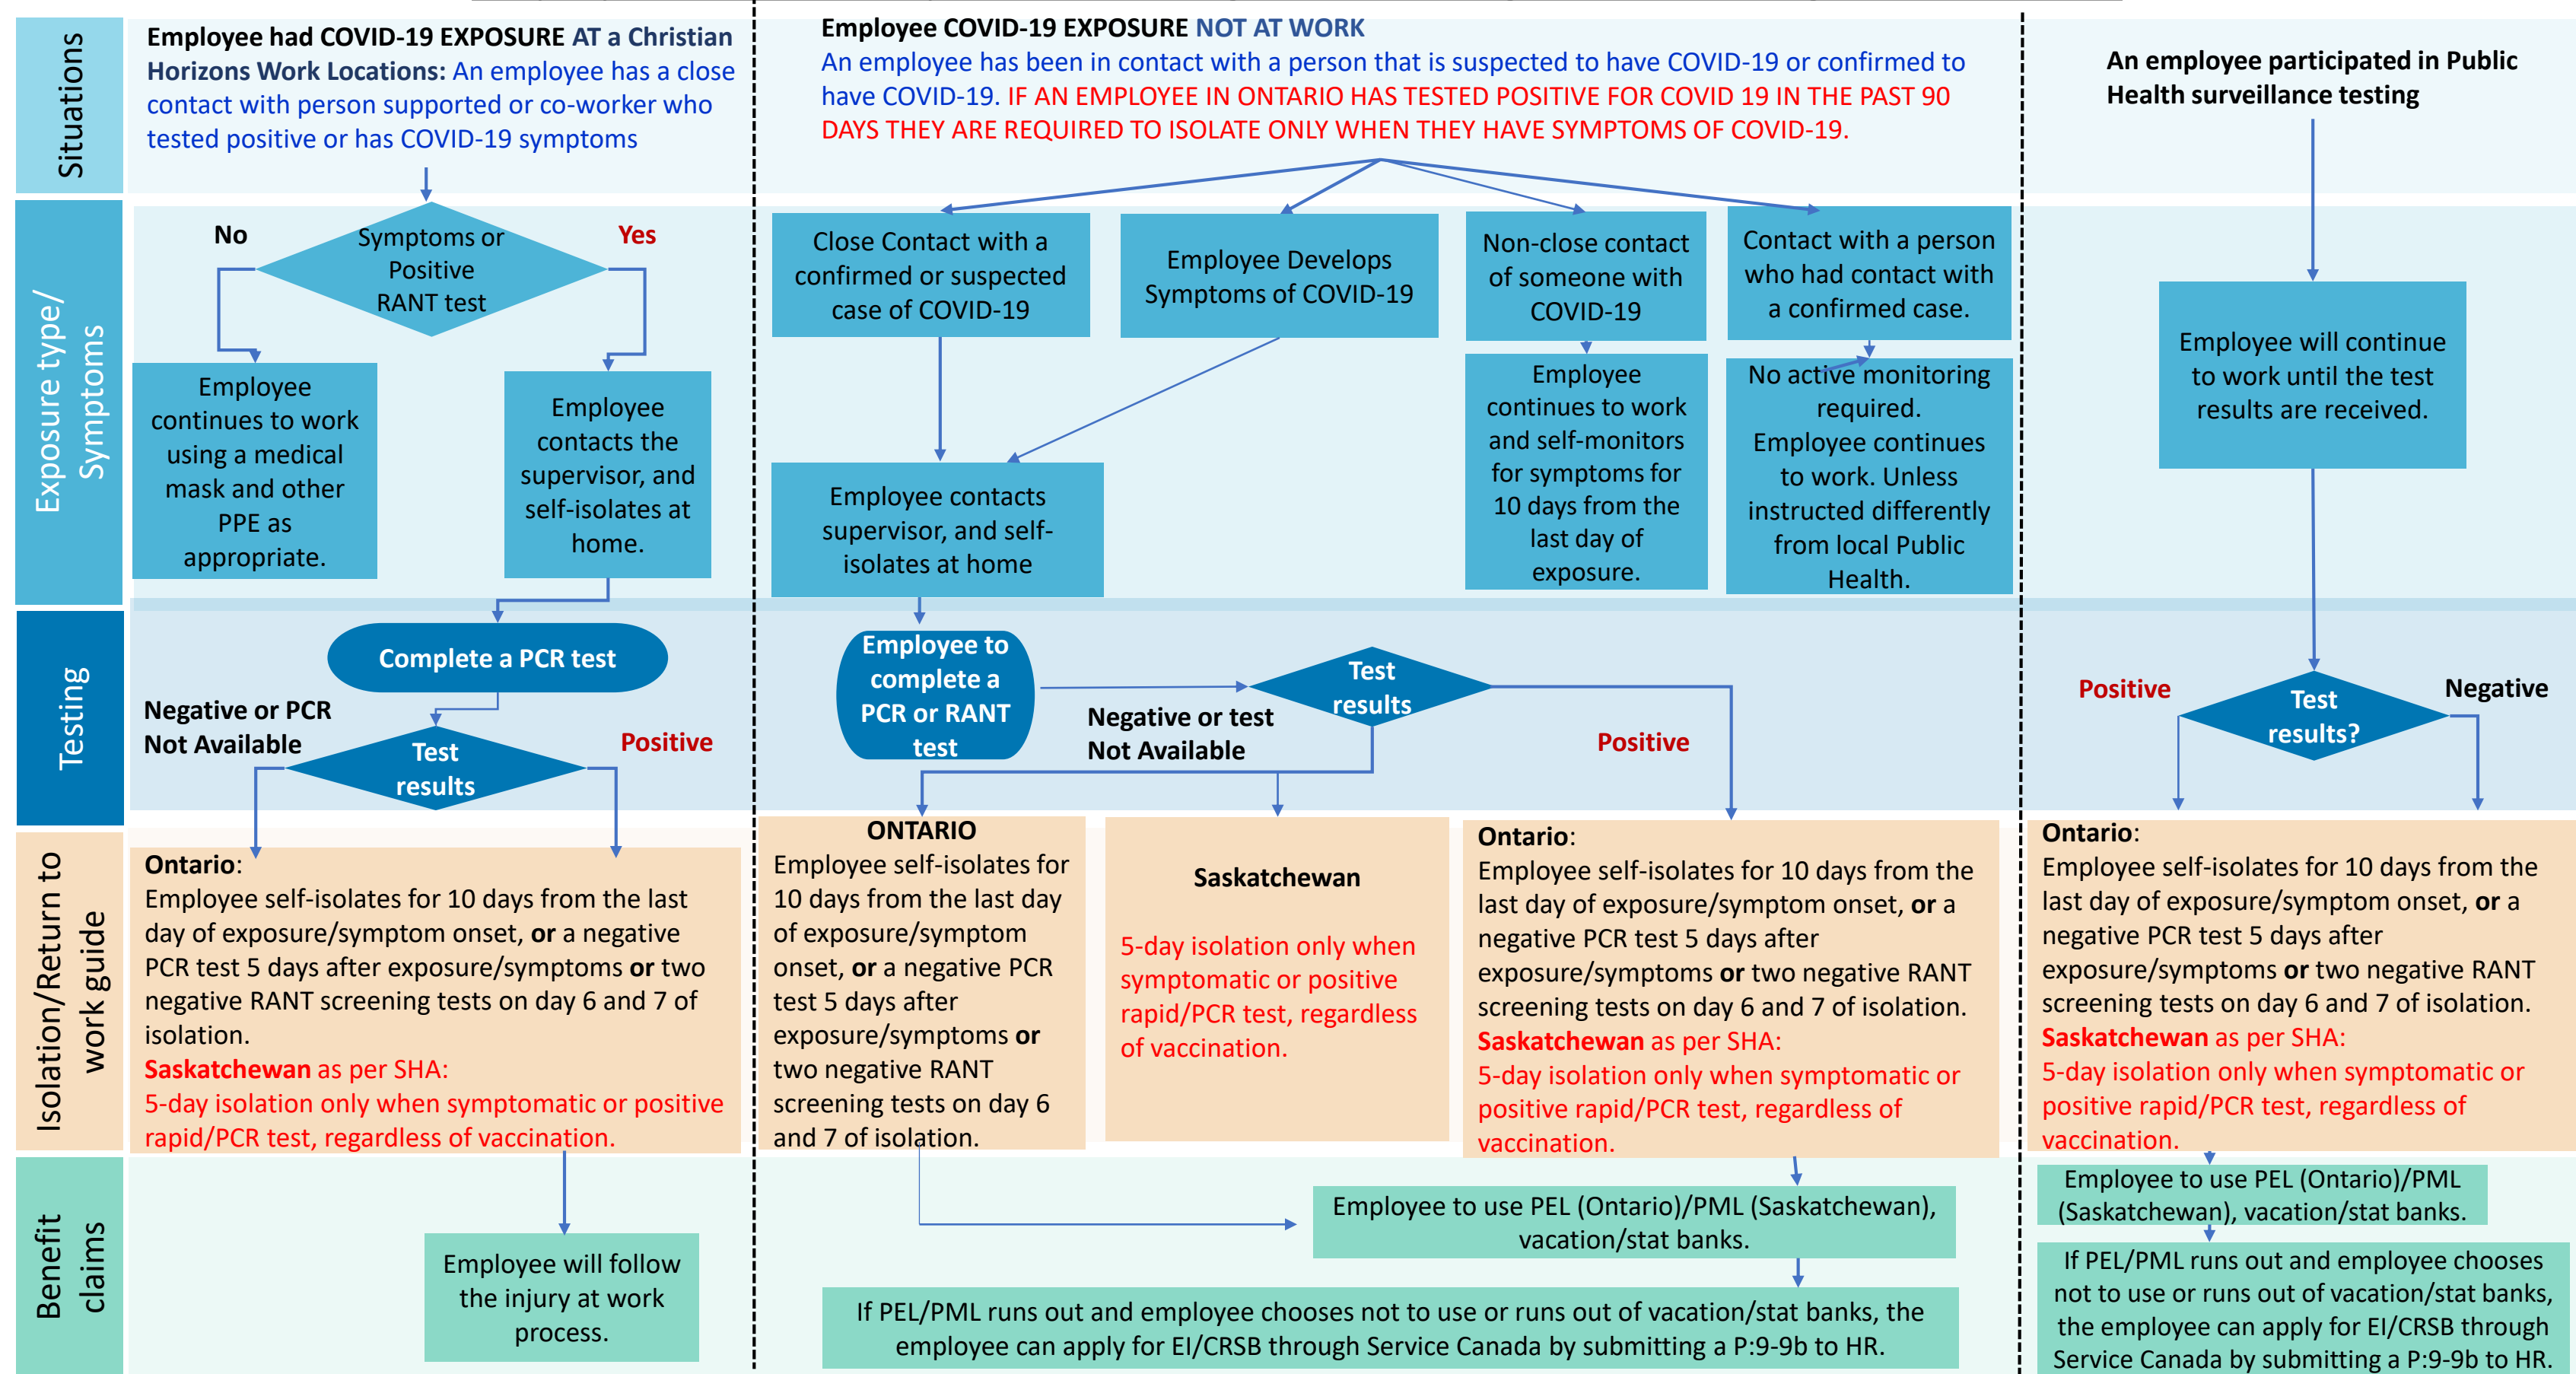 Situations
Employee had COVID-19 EXPOSURE AT a Christian
Horizons Work Locations: An employee has a close
contact with person supported or co-worker who
tested positive or has COVID-19 symptoms
Employee COVID-19 EXPOSURE NOT AT WORK
An employee has been in contact with a person that is suspected to have COVID-19 or confirmed to
have COVID-19. IF AN EMPLOYEE IN ONTARIO HAS TESTED POSITIVE FOR COVID 19 IN THE PAST 90
DAYS THEY ARE REQUIRED TO ISOLATE ONLY WHEN THEY HAVE SYMPTOMS OF COVID-19.
An employee participated in Public
Health surveillance testing
Exposure type/
Symptoms
No
Symptoms or
Positive
RANT test
Yes
Employee
continues to work
using a medical
mask and other
PPE as
appropriate.
Employee
contacts the
supervisor, and
self-isolates at
home.
Close Contact with a
confirmed or suspected
case of COVID-19
Employee Develops
Symptoms of COVID-19
Non-close contact
of someone with
COVID-19
Contact with a person
who had contact with
a confirmed case.
Employee contacts
supervisor, and self-
isolates at home
Employee
continues to work
and self-monitors
for symptoms for
10 days from the
last day of
exposure.
No active monitoring
required.
Employee continues
to work. Unless
instructed differently
from local Public
Health.
Employee will continue
to work until the test
results are received.
Testing
Complete a PCR test
Negative or PCR
Not Available
Test
results
Positive
Employee to
complete a
PCR or RANT
test
Negative or test
Not Available
Test
results
Positive
Positive
Test
results?
Negative
Isolation/Return to
work guide
Ontario:
Employee self-isolates for 10 days from the last
day of exposure/symptom onset, or a negative
PCR test 5 days after exposure/symptoms or two
negative RANT screening tests on day 6 and 7 of
isolation.
Saskatchewan as per SHA:
5-day isolation only when symptomatic or positive
rapid/PCR test, regardless of vaccination.
ONTARIO
Employee self-isolates for
10 days from the last day
of exposure/symptom
onset, or a negative PCR
test 5 days after
exposure/symptoms or
two negative RANT
screening tests on day 6
and 7 of isolation.
Saskatchewan
5-day isolation only when
symptomatic or positive
rapid/PCR test, regardless
of vaccination.
Ontario:
Employee self-isolates for 10 days from the
last day of exposure/symptom onset, or a
negative PCR test 5 days after
exposure/symptoms or two negative RANT
screening tests on day 6 and 7 of isolation.
Saskatchewan as per SHA:
5-day isolation only when symptomatic or
positive rapid/PCR test, regardless of
vaccination.
Ontario:
Employee self-isolates for 10 days from the
last day of exposure/symptom onset, or a
negative PCR test 5 days after
exposure/symptoms or two negative RANT
screening tests on day 6 and 7 of isolation.
Saskatchewan as per SHA:
5-day isolation only when symptomatic or
positive rapid/PCR test, regardless of
vaccination.
Benefit
claims
Employee will follow
the injury at work
process.
Employee to use PEL (Ontario)/PML (Saskatchewan),
vacation/stat banks.
If PEL/PML runs out and employee chooses not to use or runs out of vacation/stat banks, the
employee can apply for EI/CRSB through Service Canada by submitting a P:9-9b to HR.
Employee to use PEL (Ontario)/PML
(Saskatchewan), vacation/stat banks.
If PEL/PML runs out and employee chooses
not to use or runs out of vacation/stat banks,
the employee can apply for EI/CRSB through
Service Canada by submitting a P:9-9b to HR.